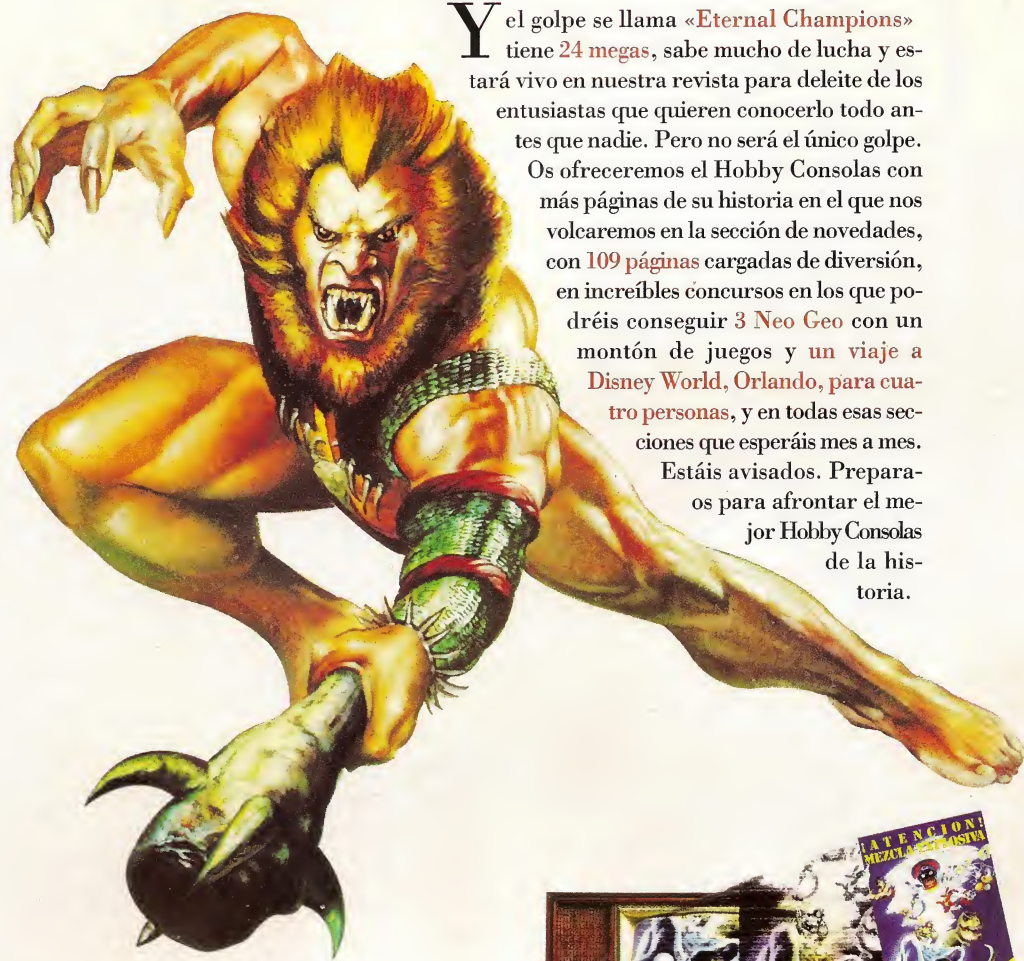 Y el golpe se llama «Eternal Champions»
tiene 24 megas, sabe mucho de lucha y es-
tará vivo en nuestra revista para deleite de los
entusiastas que quieren conocerlo todo an-
tes que nadie. Pero no será el único golpe.
Os ofreceremos el Hobby Consolas con
más páginas de su historia en el que nos
volcaremos en la sección de novedades,
con 109 páginas cargadas de diversión,
en increíbles concursos en los que po-
dréis conseguir 3 Neo Geo con un
montón de juegos y un viaje a
Disney World, Orlando, para cua-
tro personas, y en todas esas sec-
ciones que esperáis mes a mes.
Estáis avisados. Prepara-
os para afrontar el me-
jor Hobby Consolas
de la his-
toria.
¡ATENCION!
MEZCLA EXPLOSIVA